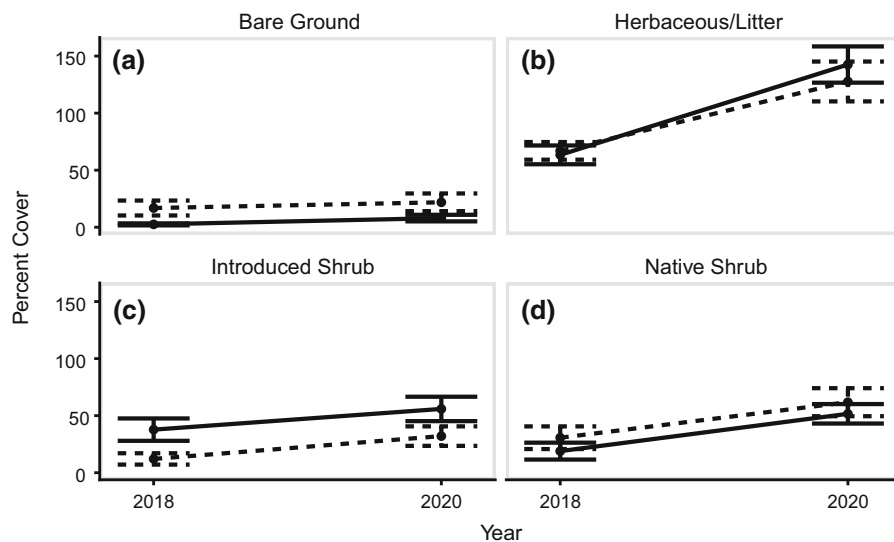 Bare Ground
Herbaceous/Litter
(a)
(b)
150
100
50
0
Introduced Shrub
Native Shrub
(c)
(d)
150
100
50
0
2018
2020
2018
2020
Percent Cover
Year